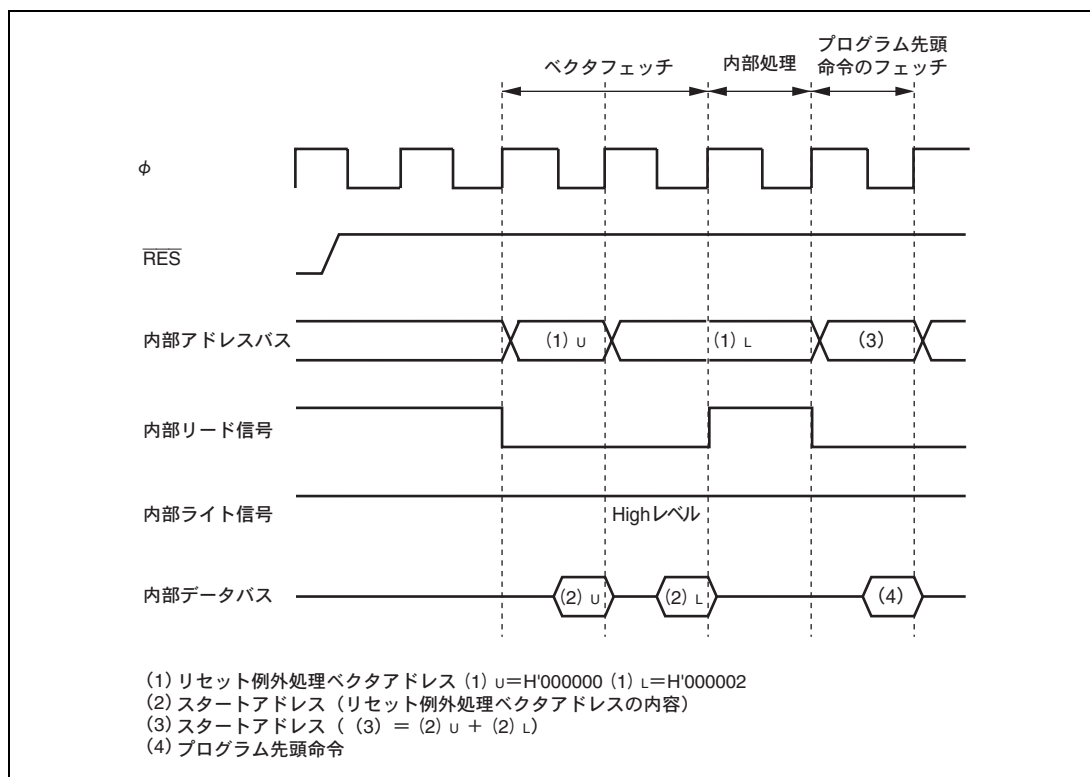 プログラム先頭
ベクタフェッチ 内部処理 命令のフェッチ
φ
RES
内部アドレスバス (1) U (1) L (3)
内部リード信号
内部ライト信号 Highレベル
内部データバス (2) U (2) L (4)
(1) リセット例外処理ベクタアドレス (1) U=H'000000 (1) L=H'000002
(2) スタートアドレス（リセット例外処理ベクタアドレスの内容）
(3) スタートアドレス（ (3) = (2) U + (2) L）
(4) プログラム先頭命令